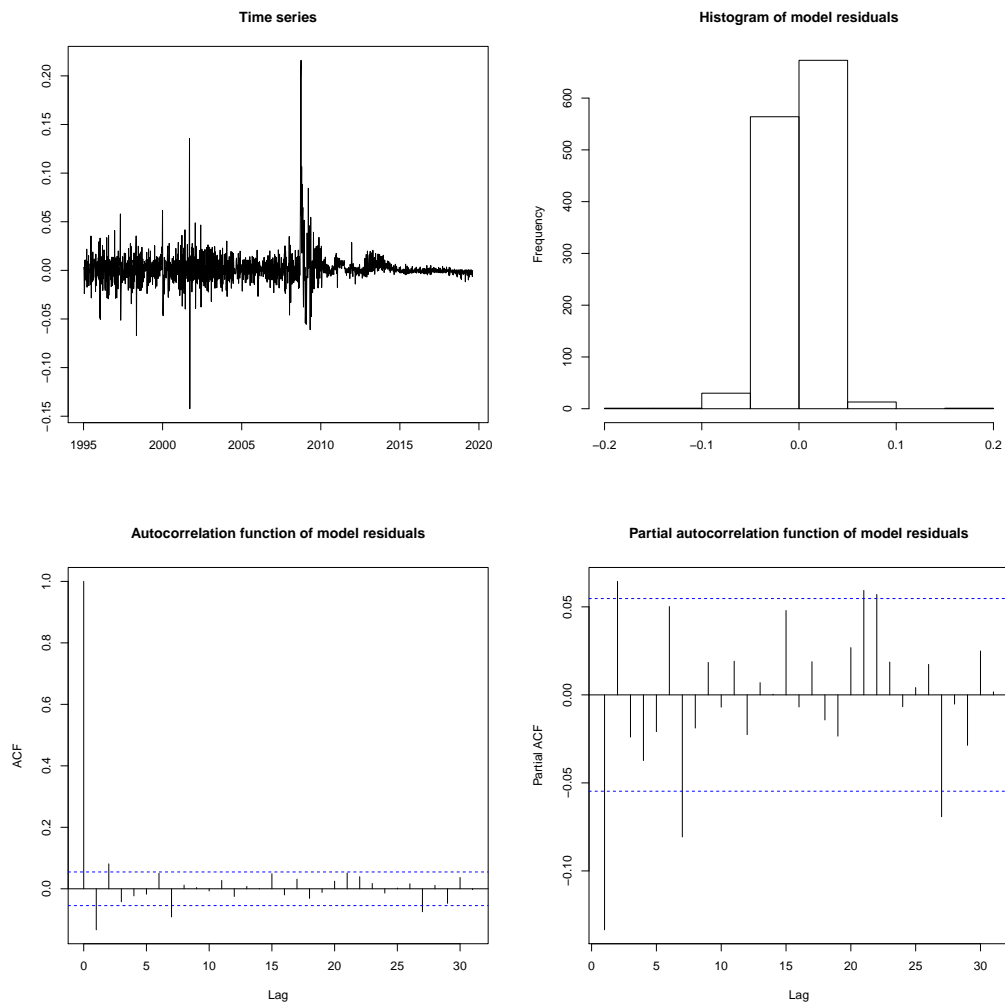 Time series
0.20
0.15
0.10
0.05
0.00
−0.05
−0.10
−0.15
1995 2000 2005 2010 2015 2020
Histogram of model residuals
Frequency
600
500
400
300
200
100
0
−0.2 −0.1 0.0 0.1 0.2
Autocorrelation function of model residuals
ACF
1.0
0.8
0.6
0.4
0.2
0.0
0 5 10 15 20 25 30
Lag
Partial autocorrelation function of model residuals
Partial ACF
0.05
0.00
−0.05
−0.10
0 5 10 15 20 25 30
Lag